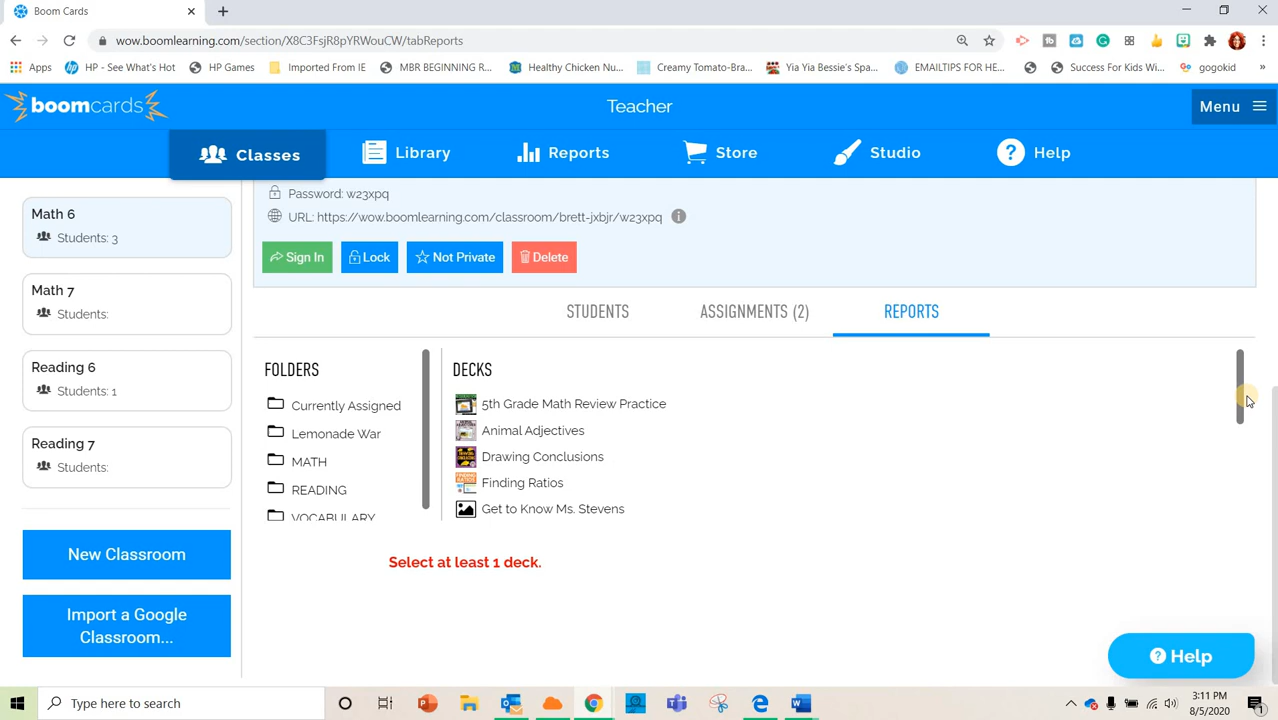 Boom Cards
wow.boomlearning.com/section/X8C3FsjR8pYRWouCW/tabReports
Apps
HP - See What's Hot
HP Games
Imported From IE
MBR BEGINNING R...
Healthy Chicken Nu...
Creamy Tomato-Bra...
Yia Yia Bessie's Spa...
EMAILTIPS FOR HE...
Success For Kids Wi...
gogokid
»
boomcards
Teacher
Menu
Classes
Library
Reports
Store
Studio
Help
Math 6
Students: 3
Math 7
Students:
Reading 6
Students: 1
Reading 7
Students:
New Classroom
Import a Google
Classroom...
Password: w23xpq
URL: https://wow.boomlearning.com/classroom/brett-jxbjr/w23xpq
Sign In
Lock
Not Private
Delete
STUDENTS
ASSIGNMENTS (2)
REPORTS
FOLDERS
Currently Assigned
Lemonade War
MATH
READING
VOCABULARY
DECKS
5th Grade Math Review Practice
Animal Adjectives
Drawing Conclusions
Finding Ratios
Get to Know Ms. Stevens
Select at least 1 deck.
Help
Type here to search
3:11 PM
8/5/2020